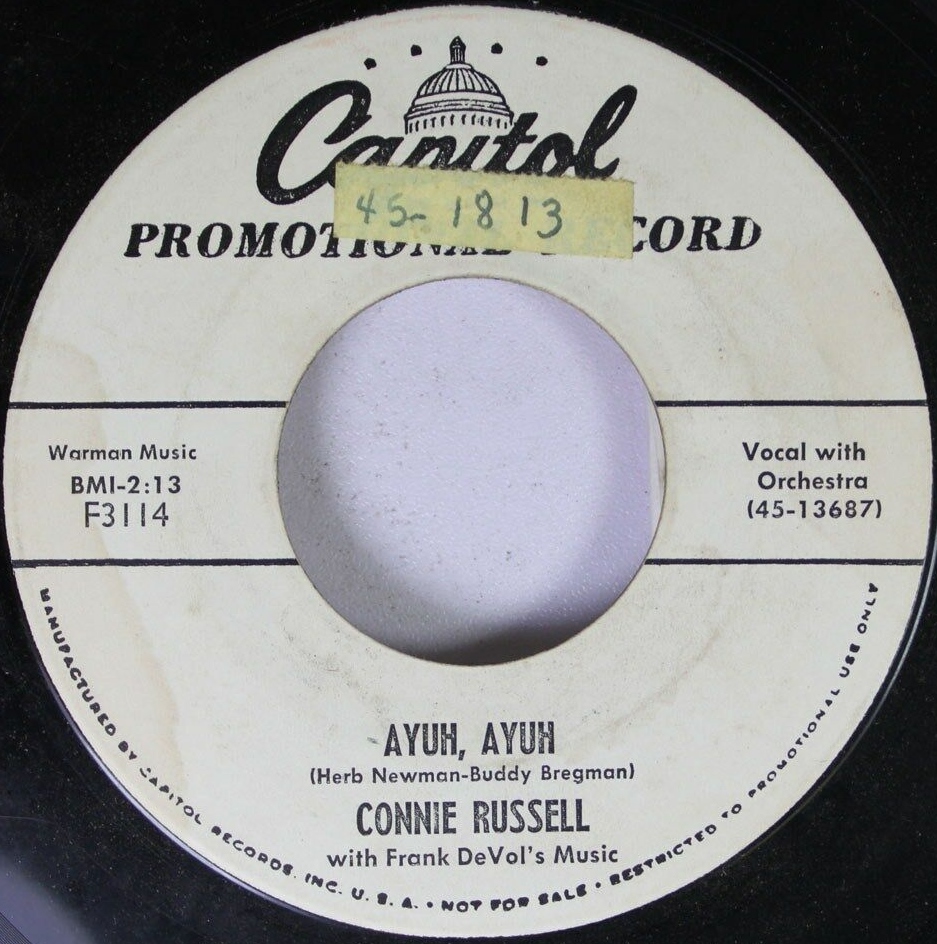 Capitol
45-1813
PROMOTIONAL RECORD
Warman Music
BMI-2:13
F3114
Vocal with
Orchestra
(45-13687)
AYUH, AYUH
(Herb Newman-Buddy Bregman)
CONNIE RUSSELL
with Frank DeVol's Music
MANUFACTURED BY CAPITOL RECORDS, INC. U. S. A. • NOT FOR SALE • RESTRICTED TO PROMOTIONAL USE ONLY